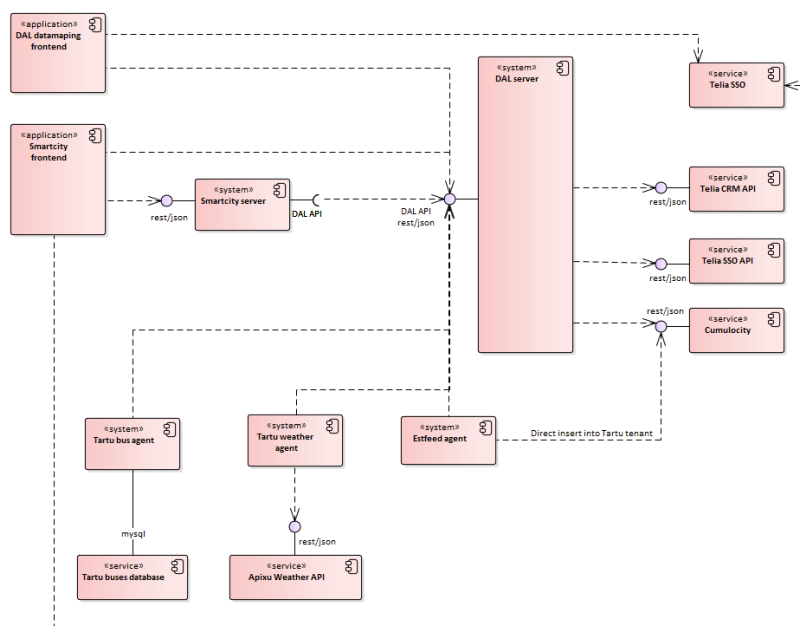 «application»
DAL datamaping
frontend
«system»
DAL server
«service»
Telia SSO
«application»
Smartcity
frontend
«system»
Smartcity server
rest/json
DAL API
DAL API
rest/json
«service»
Telia CRM API
rest/json
«service»
Telia SSO API
rest/json
rest/json
«service»
Cumulocity
«system»
Tartu bus agent
«system»
Tartu weather
agent
«system»
Estfeed agent
Direct insert into Tartu tenant
mysql
rest/json
«service»
Tartu buses database
«service»
Apixu Weather API